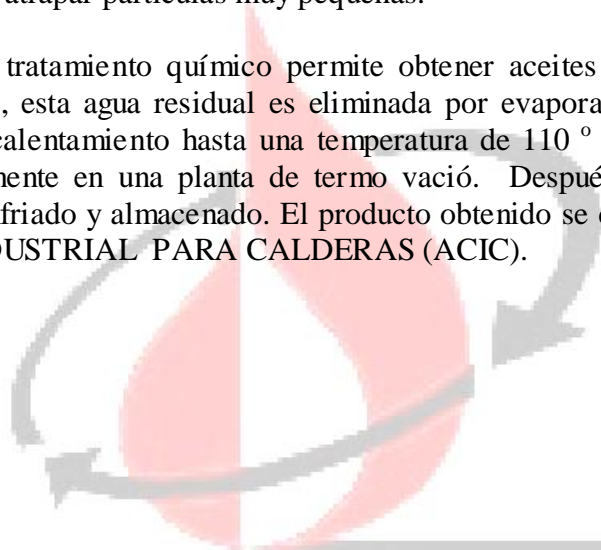 atrapar partículas muy pequeñas.
tratamiento químico permite obtener aceites
, esta agua residual es eliminada por evapora
calentamiento hasta una temperatura de 110 º
mente en una planta de termo vació. Despué
friado y almacenado. El producto obtenido se
DUSTRIAL PARA CALDERAS (ACIC).